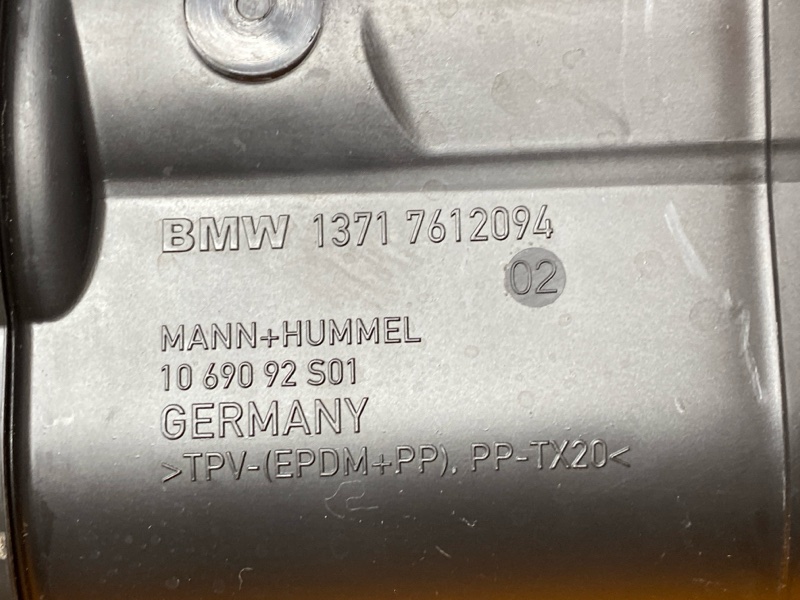 BMW 1371 7612094
02
MANN+HUMMEL
10 690 92 S01
GERMANY
>TPV-(EPDM+PP), PP-TX20<